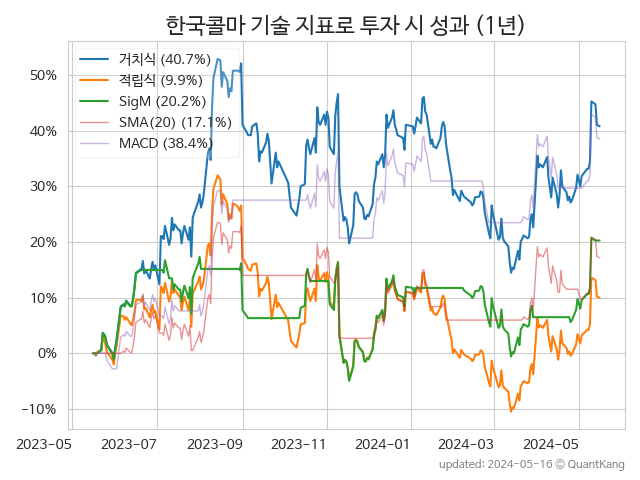 한국콜마 기술 지표로 투자 시 성과 (1년)
거치식 (40.7%)
적립식 (9.9%)
SigM (20.2%)
SMA(20) (17.1%)
MACD (38.4%)
50%
40%
30%
20%
10%
0%
−10%
2023-05 2023-07 2023-09 2023-11 2024-01 2024-03 2024-05
updated: 2024-05-16 ⓒ QuantKang